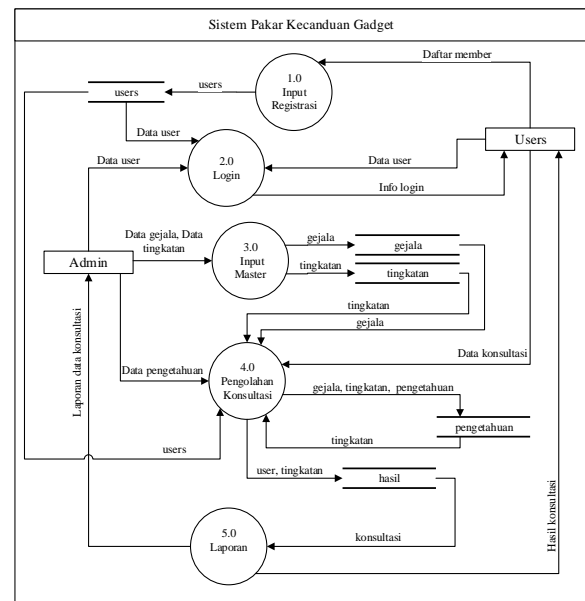 Sistem Pakar Kecanduan Gadget
Daftar member
1.0
Input
Registrasi
users
users
Users
Data user
2.0
Login
Data user
Data user
Info login
Data gejala, Data
tingkatan
3.0
Input
Master
gejala
gejala
tingkatan
tingkatan
Admin
tingkatan
gejala
Data konsultasi
4.0
Pengolahan
Konsultasi
Data pengetahuan
gejala, tingkatan, pengetahuan
pengetahuan
tingkatan
users
user, tingkatan
hasil
Laporan data konsultasi
Hasil konsultasi
konsultasi
5.0
Laporan